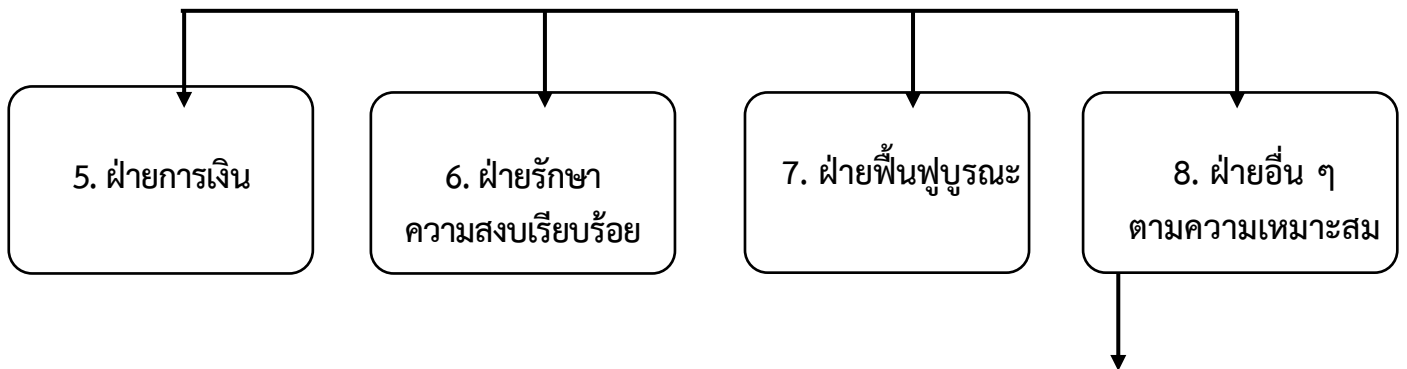 5. ฝ่ายการเงิน
6. ฝ่ายรักษา
ความสงบเรียบร้อย
7. ฝ่ายฟื้นฟูบูรณะ
8. ฝ่ายอื่น ๆ
ตามความเหมาะสม